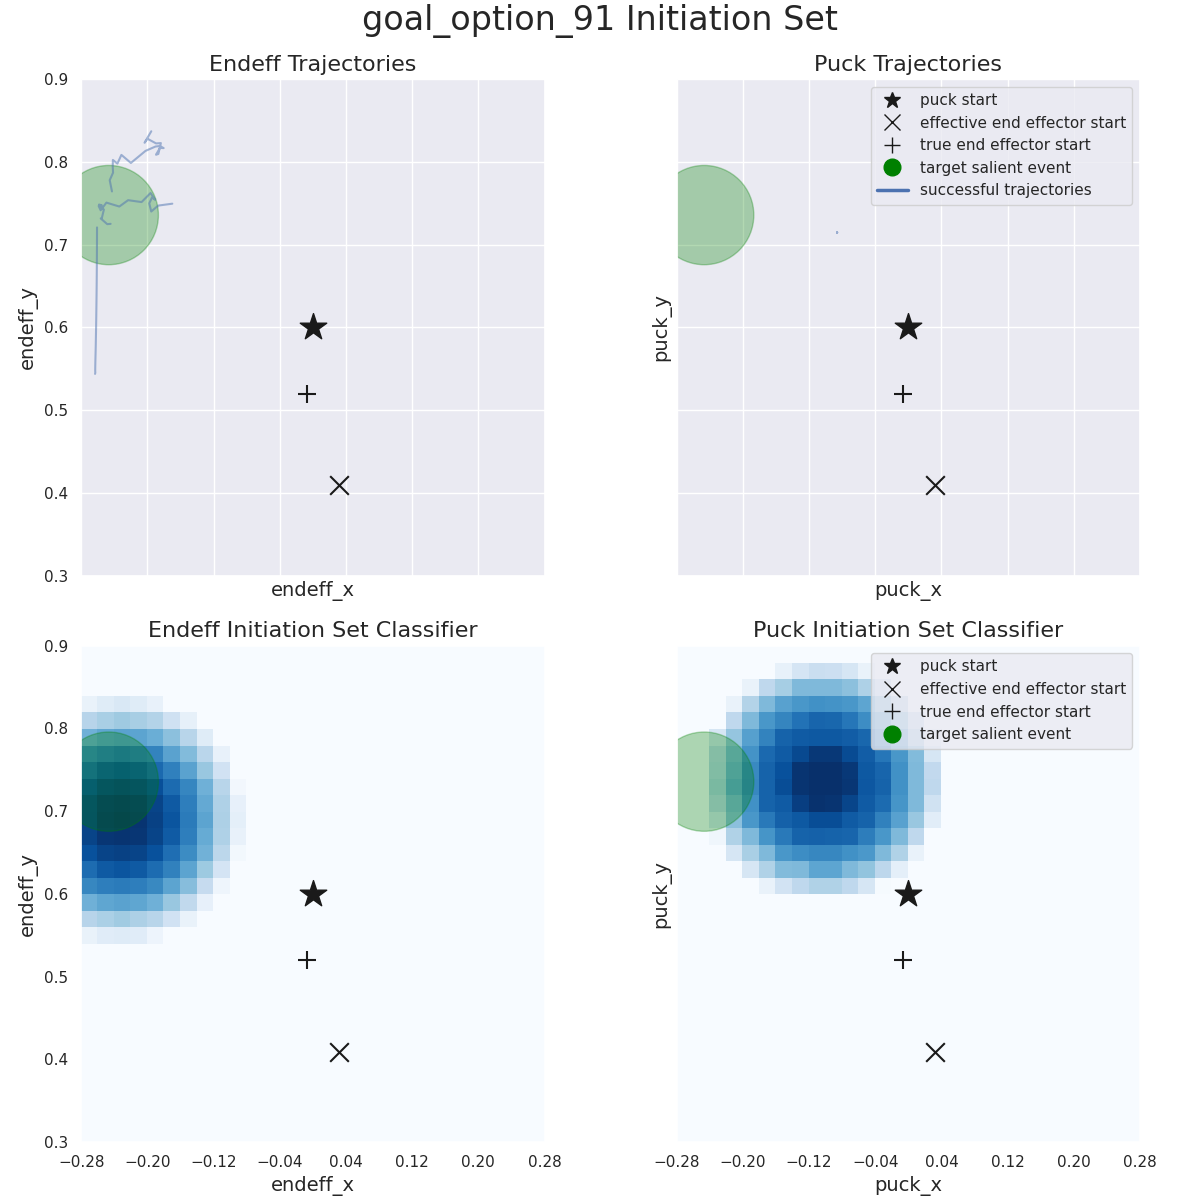 goal_option_91 Initiation Set
Endeff Trajectories
0.9
0.8
0.7
0.6
0.5
0.4
0.3
endeff_y
endeff_x
Puck Trajectories
puck start
effective end effector start
true end effector start
target salient event
successful trajectories
puck_y
puck_x
Endeff Initiation Set Classifier
0.9
0.8
0.7
0.6
0.5
0.4
0.3
endeff_y
−0.28 −0.20 −0.12 −0.04 0.04 0.12 0.20 0.28
endeff_x
Puck Initiation Set Classifier
puck start
effective end effector start
true end effector start
target salient event
puck_y
−0.28 −0.20 −0.12 −0.04 0.04 0.12 0.20 0.28
puck_x